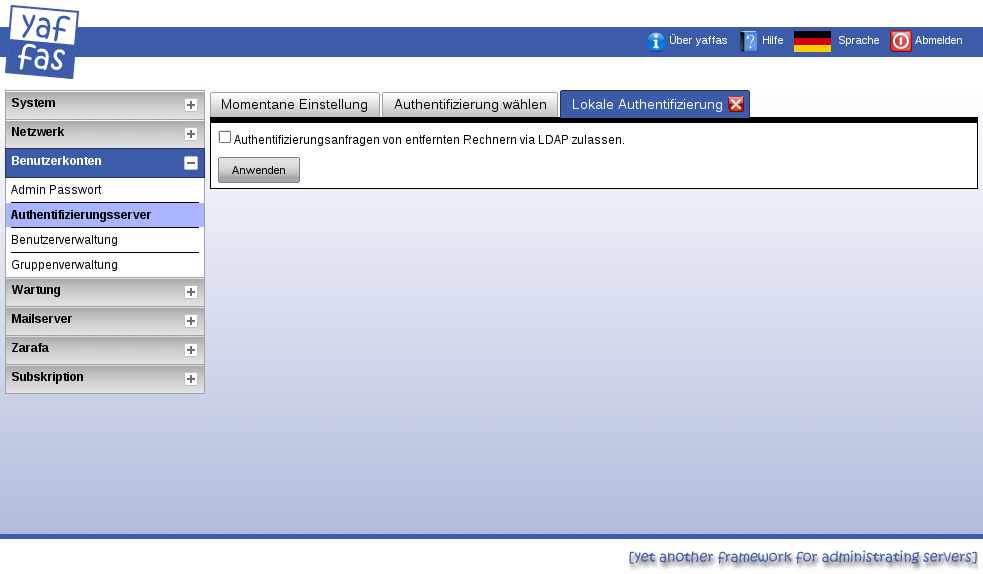 yaf
fas
Über yaffas
Hilfe
Sprache
Abmelden
System
Netzwerk
Benutzerkonten
Admin Passwort
Authentifizierungsserver
Benutzerverwaltung
Gruppenverwaltung
Wartung
Mailserver
Zarafa
Subskription
Momentane Einstellung
Authentifizierung wählen
Lokale Authentifizierung
Authentifizierungsanfragen von entfernten Rechnern via LDAP zulassen.
Anwenden
[yet another framework for administrating servers]